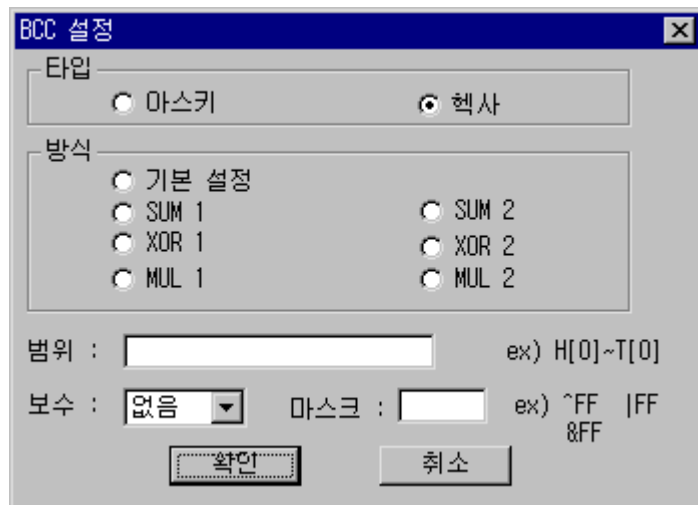 BCC 설정
타입
아스키 헥사
방식
기본 설정
SUM 1 SUM 2
XOR 1 XOR 2
MUL 1 MUL 2
범위 : ex) H[0]~T[0]
보수 : 없음 마스크 : ex) ^FF |FF
&FF
확인 취소